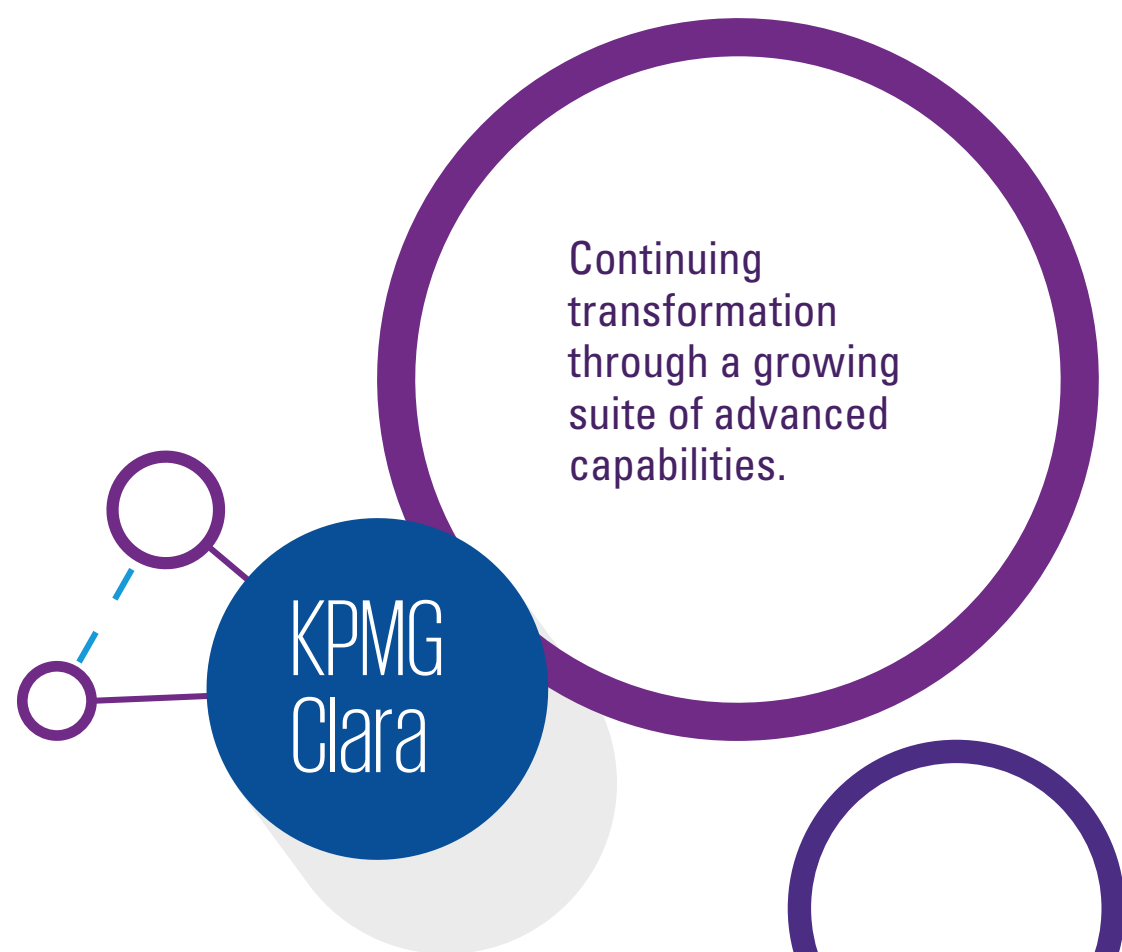 Continuing
transformation
through a growing
suite of advanced
capabilities.
KPMG
Clara